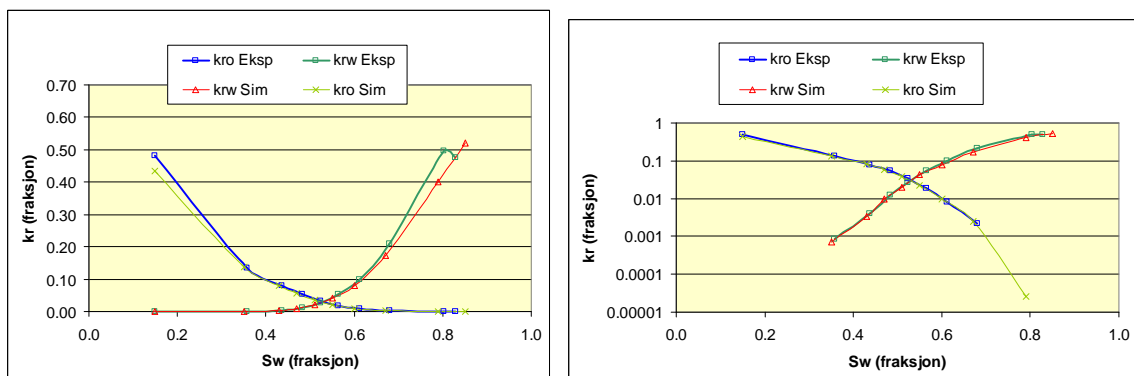 kro Eksp krw Eksp
krw Sim kro Sim
kr (fraksjon)
0.70
0.60
0.50
0.40
0.30
0.20
0.10
0.00
0.0 0.2 0.4 0.6 0.8 1.0
Sw (fraksjon)
kro Eksp krw Eksp
krw Sim kro Sim
kr (fraksjon)
1
0.1
0.01
0.001
0.0001
0.00001
0.0 0.2 0.4 0.6 0.8 1.0
Sw (fraksjon)